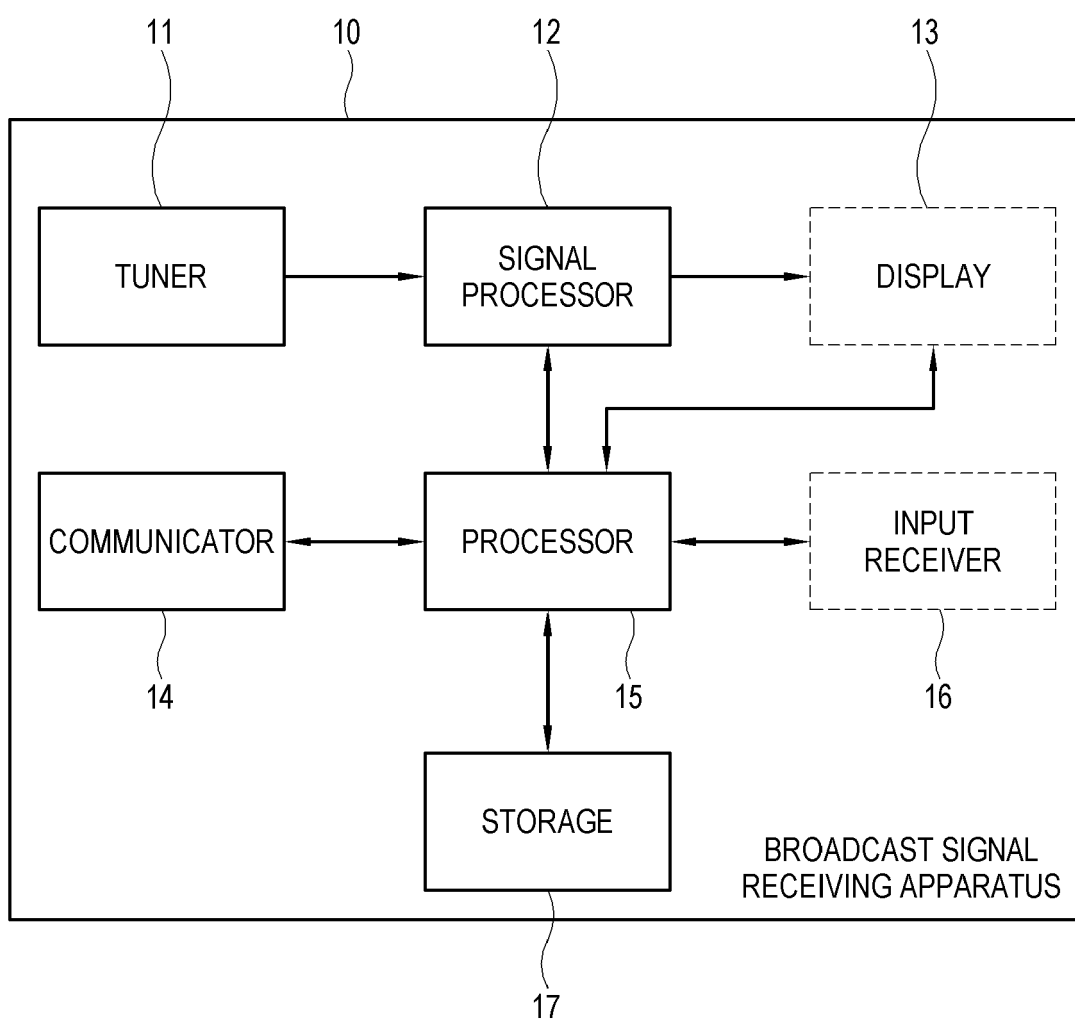 11
10
12
13
TUNER
SIGNAL
PROCESSOR
DISPLAY
COMMUNICATOR
PROCESSOR
INPUT
RECEIVER
14
15
16
STORAGE
BROADCAST SIGNAL
RECEIVING APPARATUS
17